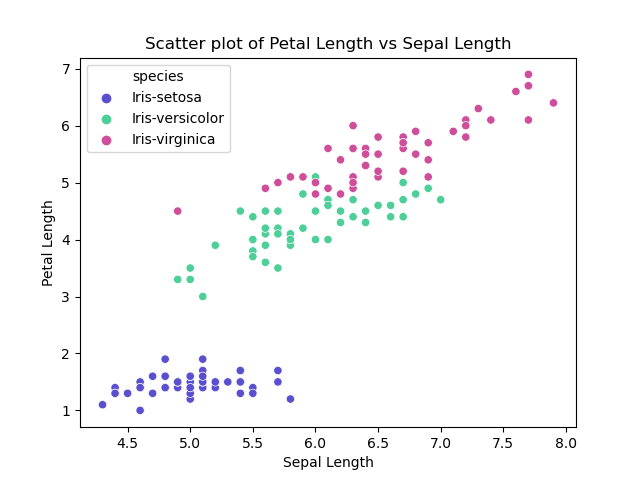 Scatter plot of Petal Length vs Sepal Length
species
Iris-setosa
Iris-versicolor
Iris-virginica
Petal Length
7
6
5
4
3
2
1
4.5 5.0 5.5 6.0 6.5 7.0 7.5 8.0
Sepal Length